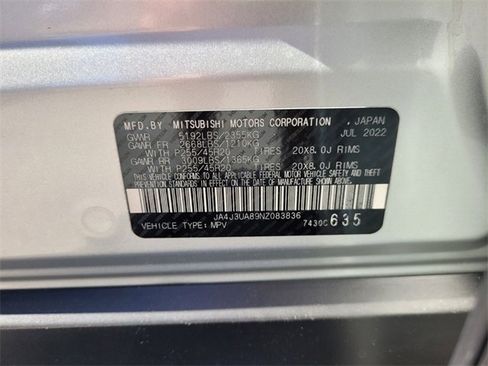 MFD.BY MITSUBISHI MOTORS CORPORATION , JAPAN
GVWR 5192LBS/2355KG JUL 2022
GAWR FR 2668LBS/1210KG
WITH P255/45R20 TIRES 20X8.0J RIMS
GAWR RR 3009LBS/1365KG
WITH P255/45R20 TIRES 20X8.0J RIMS
THIS VEHICLE CONFORMS TO ALL APPLICABLE FEDERAL MOTOR VEHICLE SAFETY AND
THEFT PREVENTION STANDARDS IN EFFECT ON THE DATE OF MANUFACTURE SHOWN ABOVE.
JA4J3UA89NZ083836
VEHICLE TYPE:MPV 7430C 635